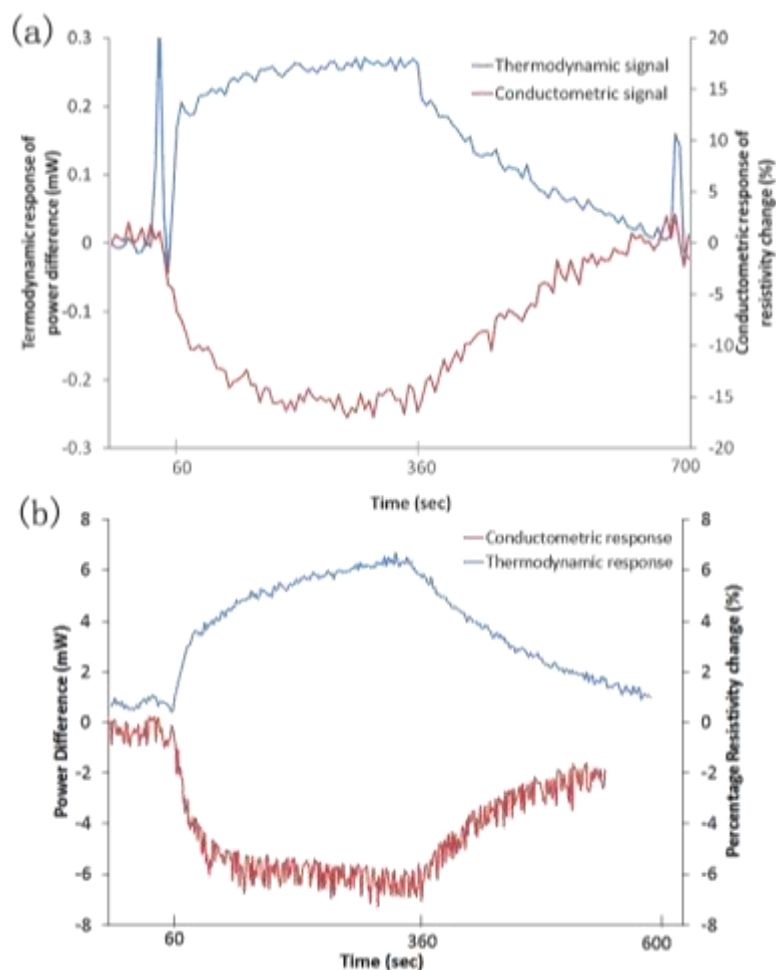 (a)
0.3
0.2
0.1
0
-0.1
-0.2
-0.3
Termodynamic response of
power difference (mW)
Thermodynamic signal
Conductometric signal
20
15
10
5
0
-5
-10
-15
-20
Conductometric response of
resistivity change (%)
60
360
700
Time (sec)
(b)
8
6
4
2
0
-2
-4
-6
-8
Power Difference (mW)
Conductometric response
Thermodynamic response
8
6
4
2
0
-2
-4
-6
-8
Percentage Resistivity change (%)
60
360
600
Time (sec)